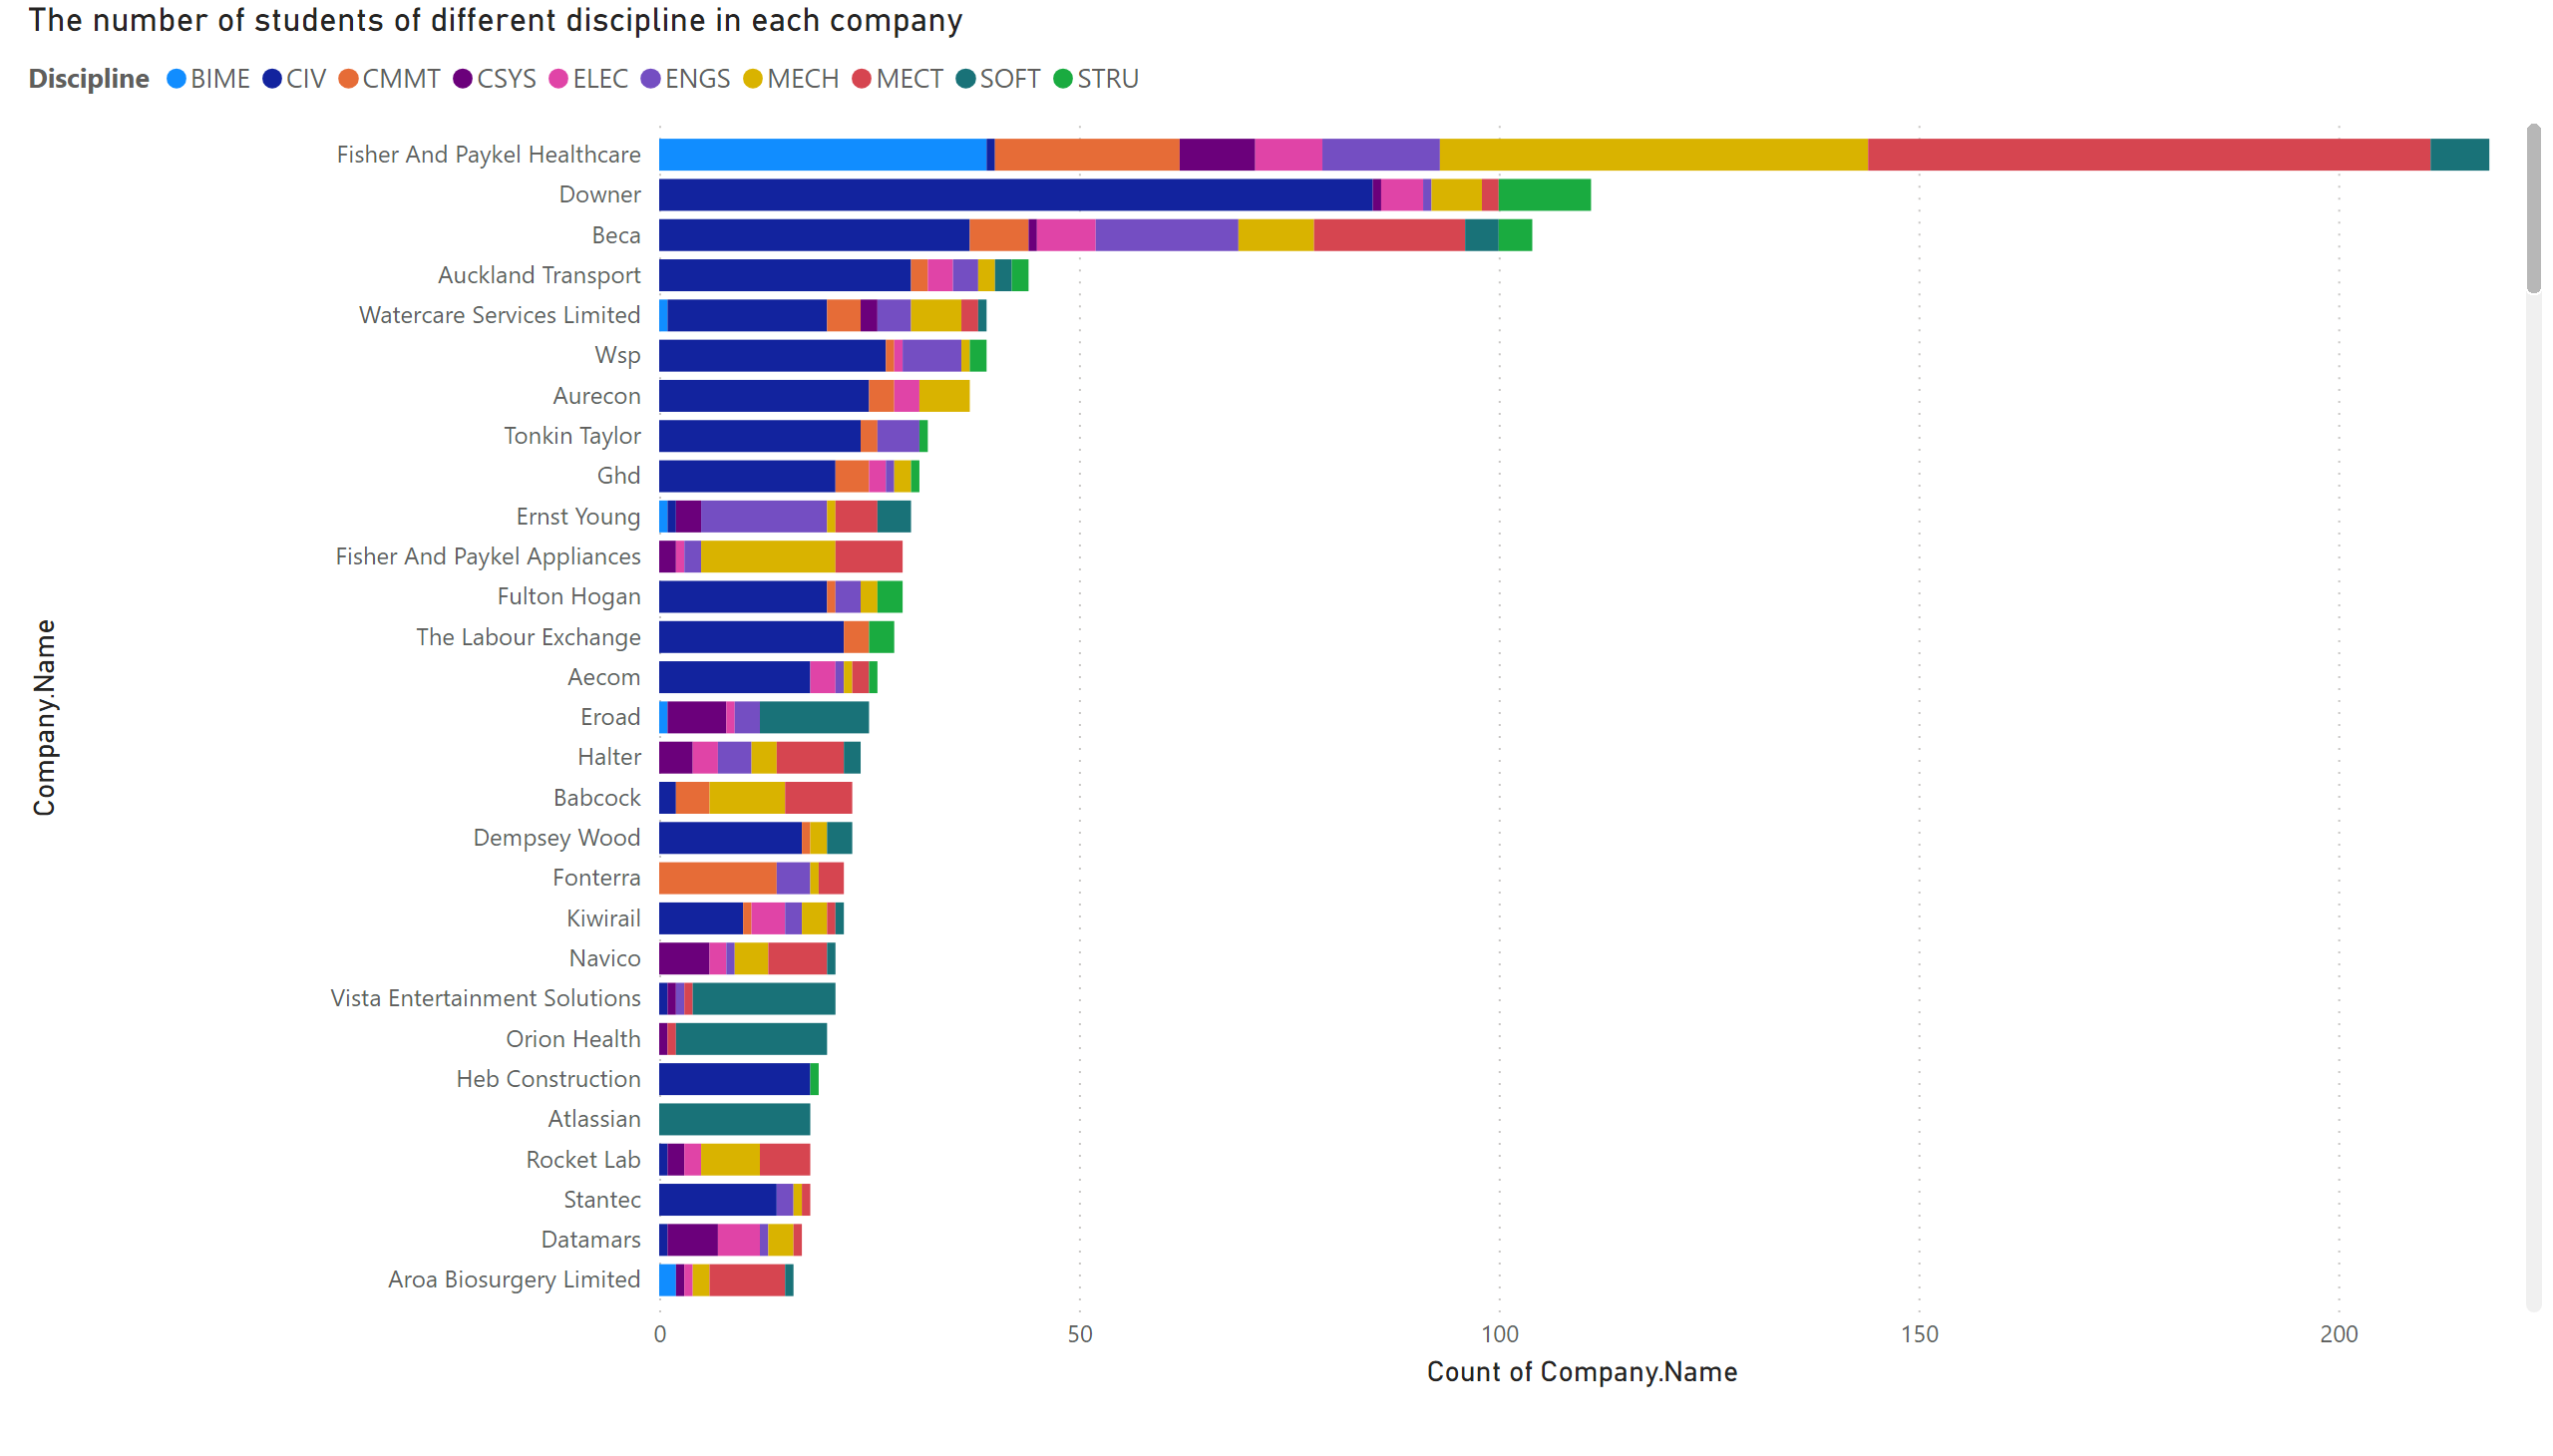 The number of students of different discipline in each company
Discipline BIME CIV CMMT CSYS ELEC ENGS MECH MECT SOFT STRU
Company.Name
Fisher And Paykel Healthcare
Downer
Beca
Auckland Transport
Watercare Services Limited
Wsp
Aurecon
Tonkin Taylor
Ghd
Ernst Young
Fisher And Paykel Appliances
Fulton Hogan
The Labour Exchange
Aecom
Eroad
Halter
Babcock
Dempsey Wood
Fonterra
Kiwirail
Navico
Vista Entertainment Solutions
Orion Health
Heb Construction
Atlassian
Rocket Lab
Stantec
Datamars
Aroa Biosurgery Limited
0 50 100 150 200
Count of Company.Name